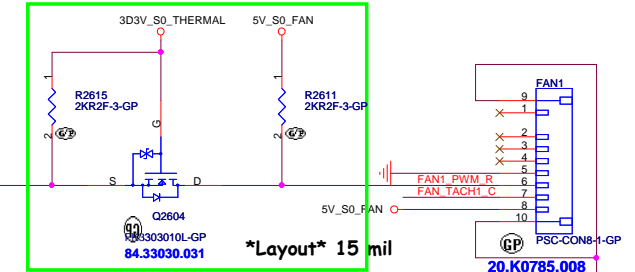 3D3V_S0_THERMAL
5V_S0_FAN
1
R2615
2KR2F-3-GP
2
G/P
G
1
R2611
2KR2F-3-GP
2
G/P
S
D
Q2604
84.33030.031
*Layout* 15 mil
FAN1
9
1
2
3
4
5
FAN1_PWM_R
6
FAN_TACH1_C
7
5V_S0_FAN
8
10
GP
PSC-CON8-1-GP
20.K0785.008